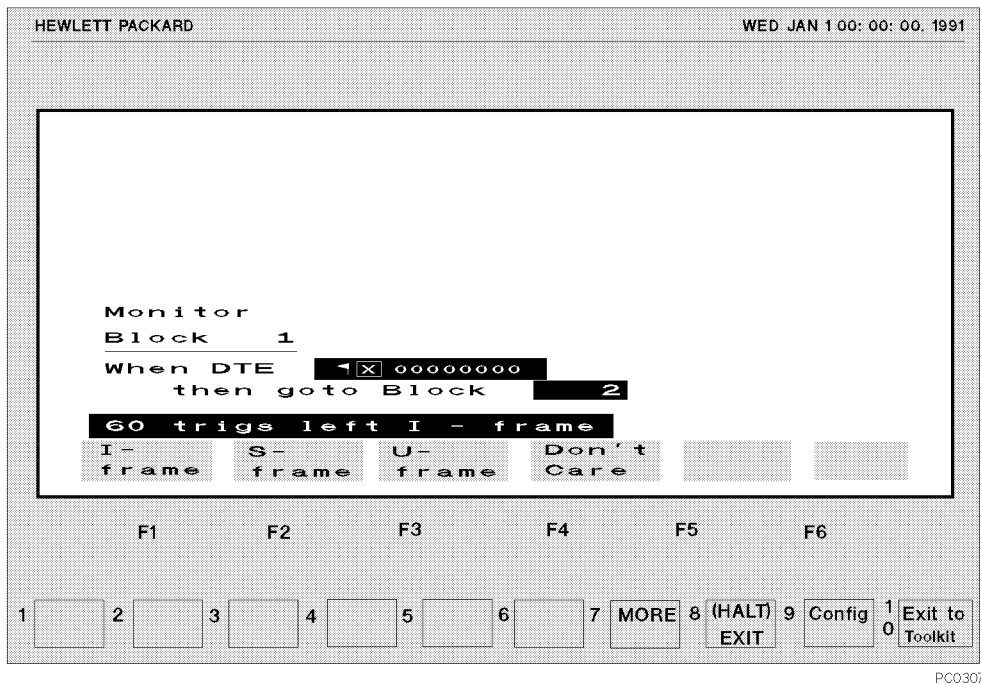 HEWLETT PACKARD WED JAN 1 00: 00: 00. 1991
Monitor
Block 1
When DTE ◥ X 00000000
then goto Block 2
60 trigs left I - frame
I- S- U- Don't
frame frame frame Care
F1 F2 F3 F4 F5 F6
1 2 3 4 5 6 7 MORE 8 (HALT) EXIT 9 Config 10 Exit to Toolkit
PC0307